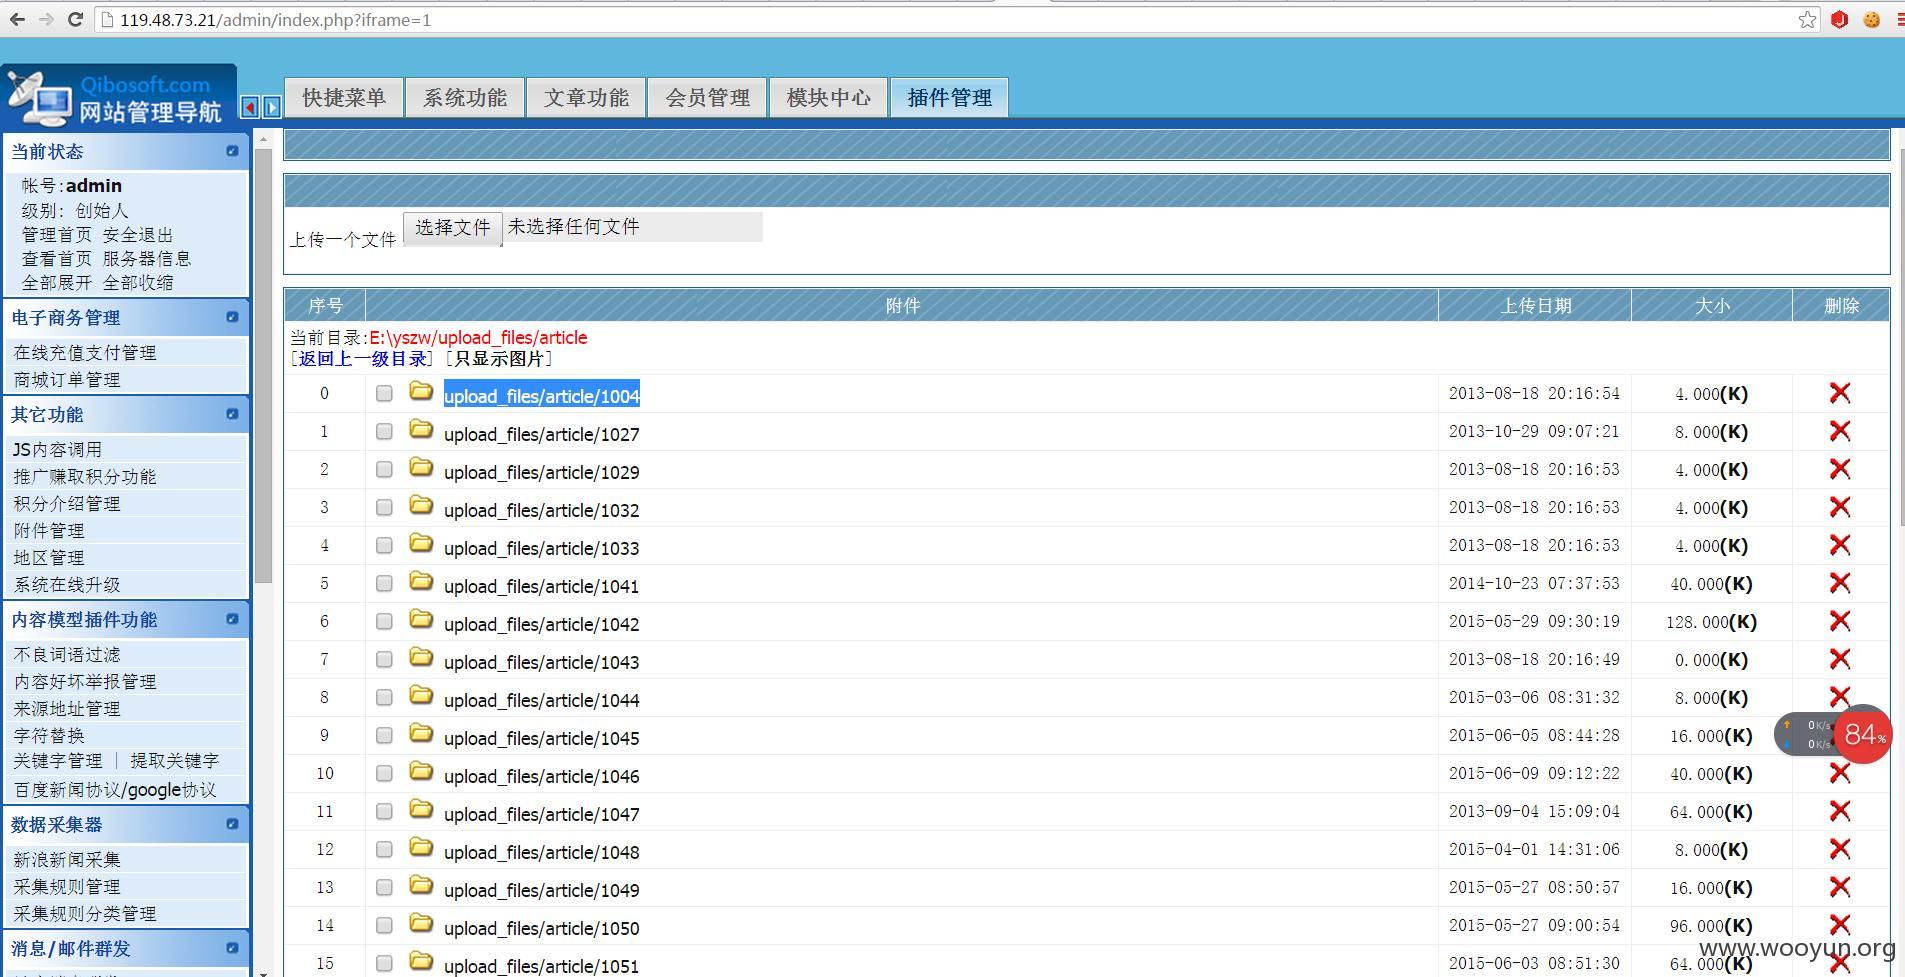 119.48.73.21/admin/index.php?iframe=1
Qibosoft.com
网站管理导航
快捷菜单 系统功能 文章功能 会员管理 模块中心 插件管理
当前状态
帐号:admin
级别: 创始人
管理首页 安全退出
查看首页 服务器信息
全部展开 全部收缩
电子商务管理
在线充值支付管理
商城订单管理
其它功能
JS内容调用
推广赚取积分功能
积分介绍管理
附件管理
地区管理
系统在线升级
内容模型插件功能
不良词语过滤
内容好坏举报管理
来源地址管理
字符替换
关键字管理 | 提取关键字
百度新闻协议/google协议
数据采集器
新浪新闻采集
采集规则管理
采集规则分类管理
消息/邮件群发
上传一个文件 选择文件 未选择任何文件
序号 附件 上传日期 大小 删除
当前目录:E:\yszw/upload_files/article
[返回上一级目录] [只显示图片]
0 upload_files/article/1004 2013-08-18 20:16:54 4.000(K)
1 upload_files/article/1027 2013-10-29 09:07:21 8.000(K)
2 upload_files/article/1029 2013-08-18 20:16:53 4.000(K)
3 upload_files/article/1032 2013-08-18 20:16:53 4.000(K)
4 upload_files/article/1033 2013-08-18 20:16:53 4.000(K)
5 upload_files/article/1041 2014-10-23 07:37:53 40.000(K)
6 upload_files/article/1042 2015-05-29 09:30:19 128.000(K)
7 upload_files/article/1043 2013-08-18 20:16:49 0.000(K)
8 upload_files/article/1044 2015-03-06 08:31:32 8.000(K)
9 upload_files/article/1045 2015-06-05 08:44:28 16.000(K)
10 upload_files/article/1046 2015-06-09 09:12:22 40.000(K)
11 upload_files/article/1047 2013-09-04 15:09:04 64.000(K)
12 upload_files/article/1048 2015-04-01 14:31:06 8.000(K)
13 upload_files/article/1049 2015-05-27 08:50:57 16.000(K)
14 upload_files/article/1050 2015-05-27 09:00:54 96.000(K)
15 upload_files/article/1051 2015-06-03 08:51:30 64.000(K)
0K/s
0K/s
84%
www.wooyun.org